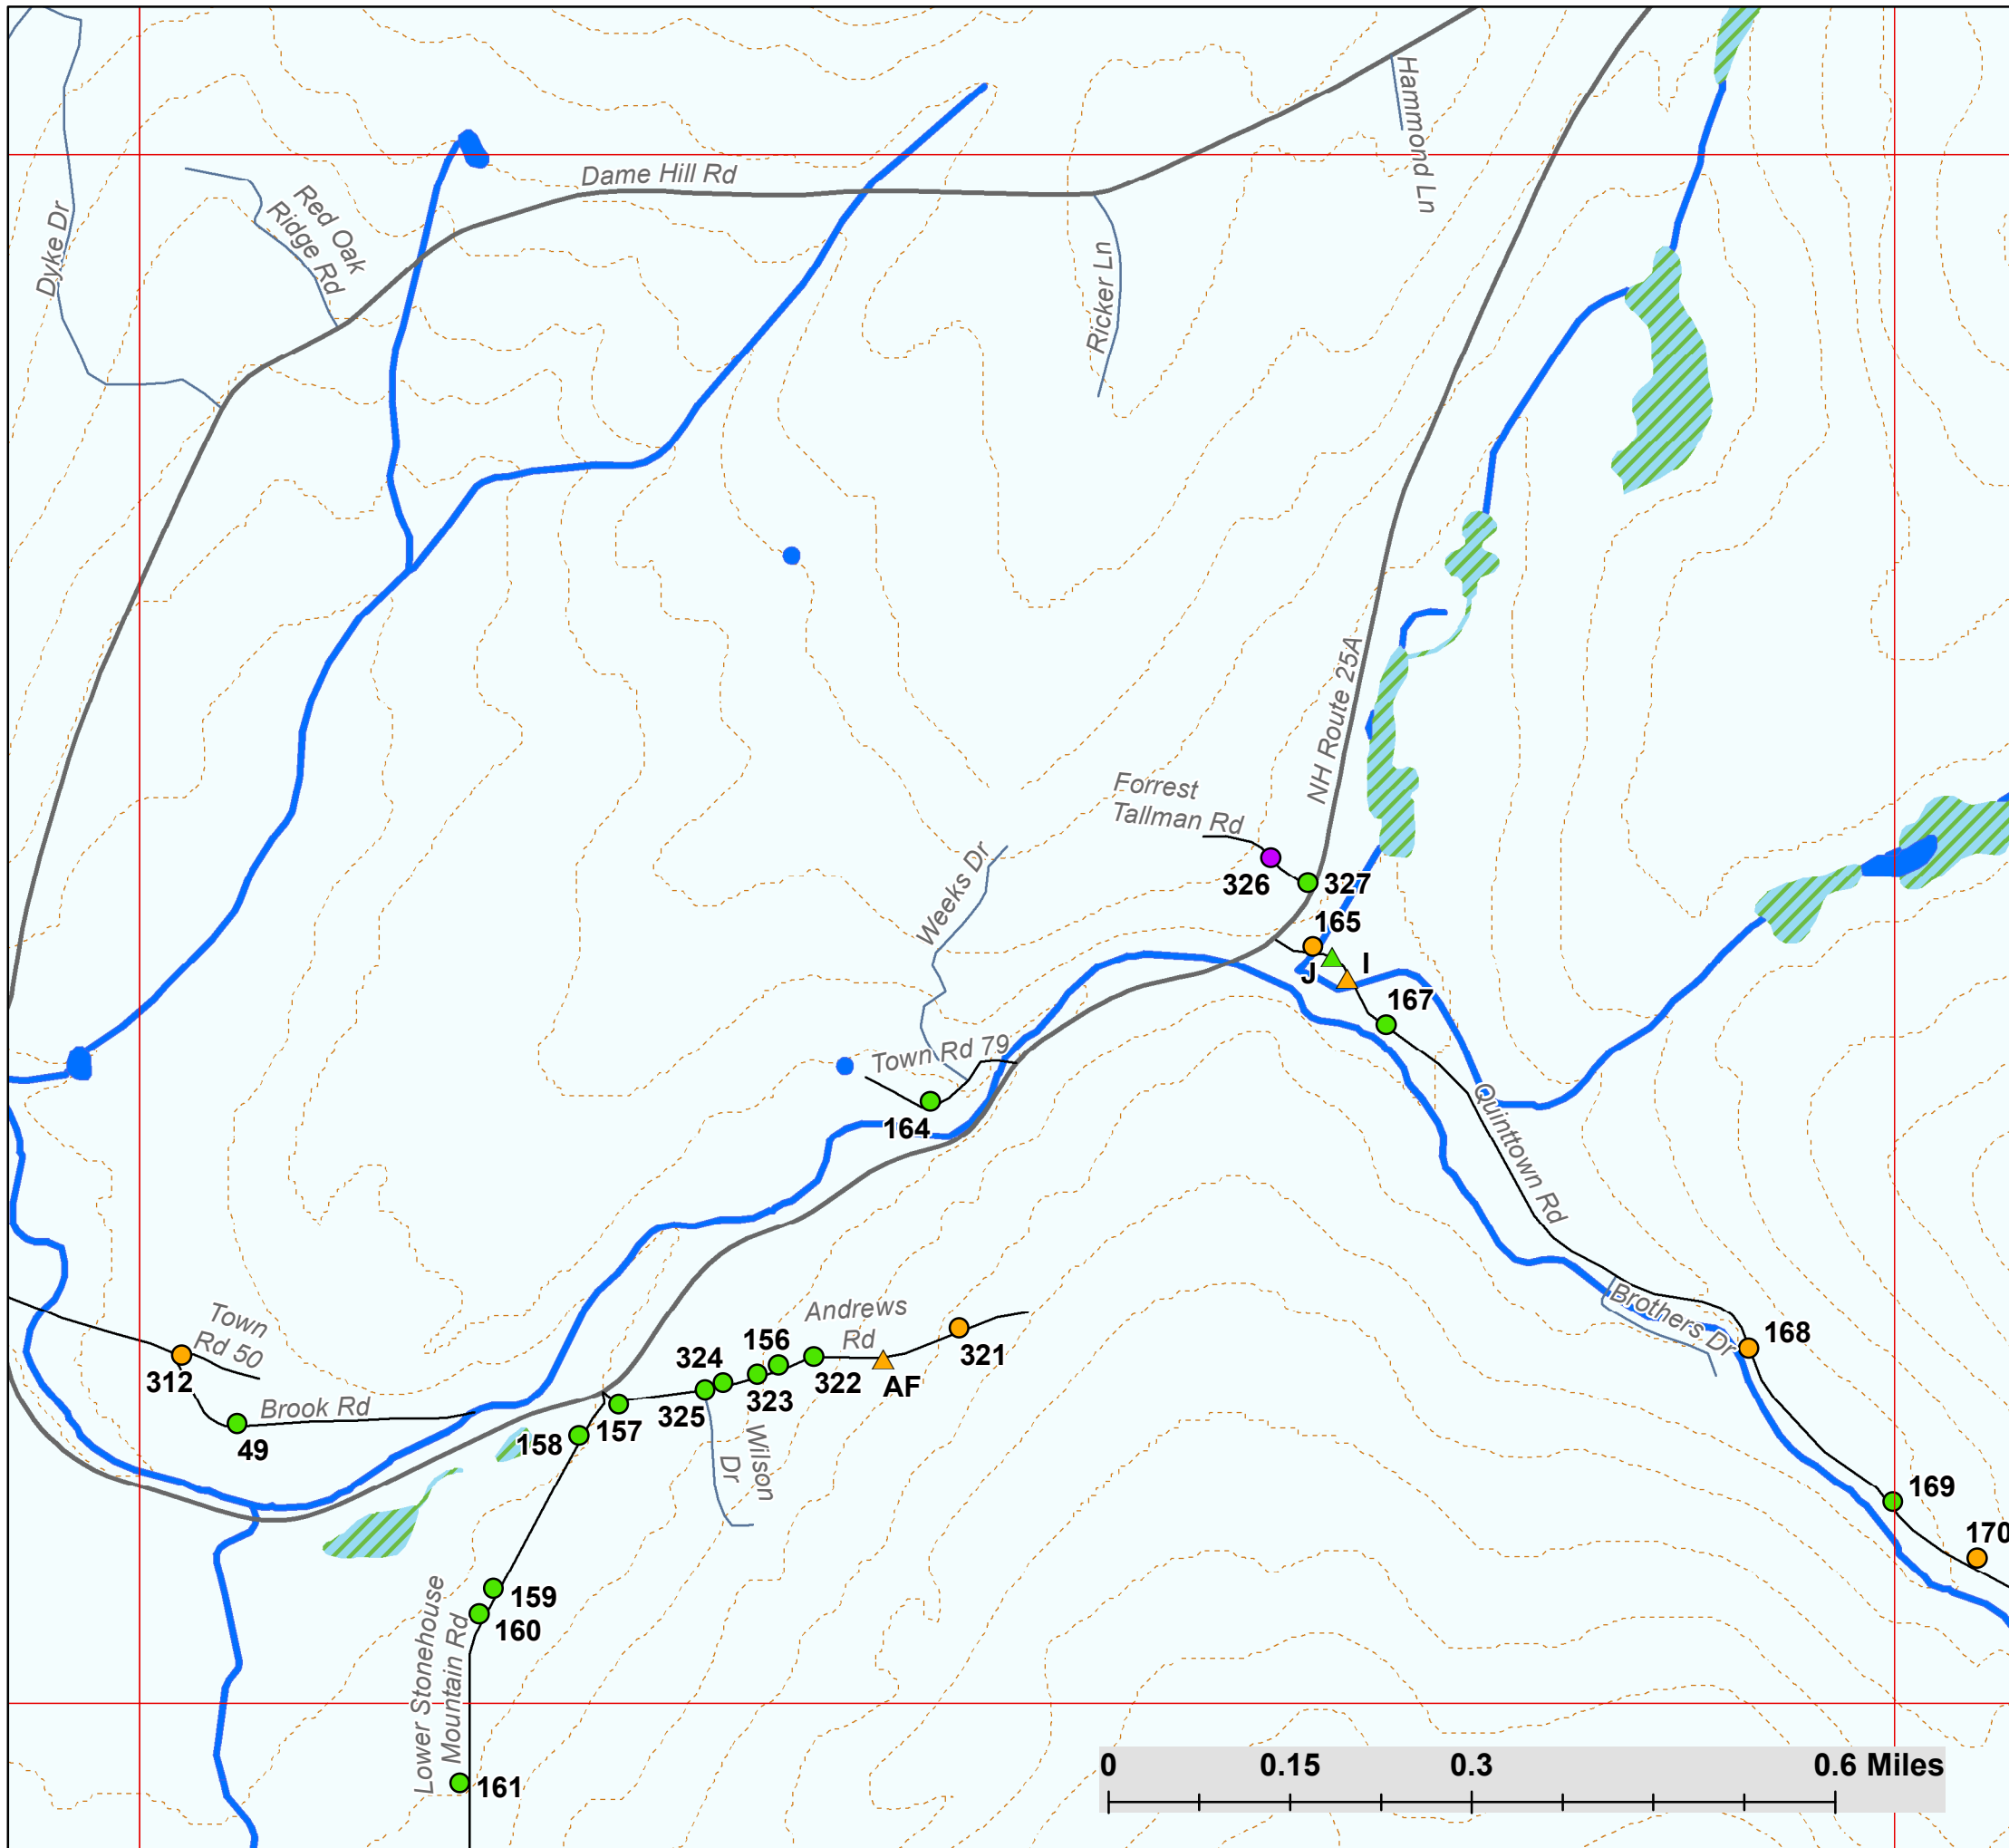 Hammond Ln
Dame Hill Rd
Red Oak
Ridge Rd
Dyke Dr
Ricker Ln
NH Route 25A
Forrest
Tallman Rd
326
327
165
Weeks Dr
J
I
167
Town Rd 79
164
Quinttown Rd
Brothers Dr
168
Town
Rd 50
312
Andrews
Rd
156
324
321
323
322
AF
325
Brook Rd
49
158
157
Wilson
Dr
169
170
159
160
Lower Stonehouse
Mountain Rd
161
0 0.15 0.3 0.6 Miles